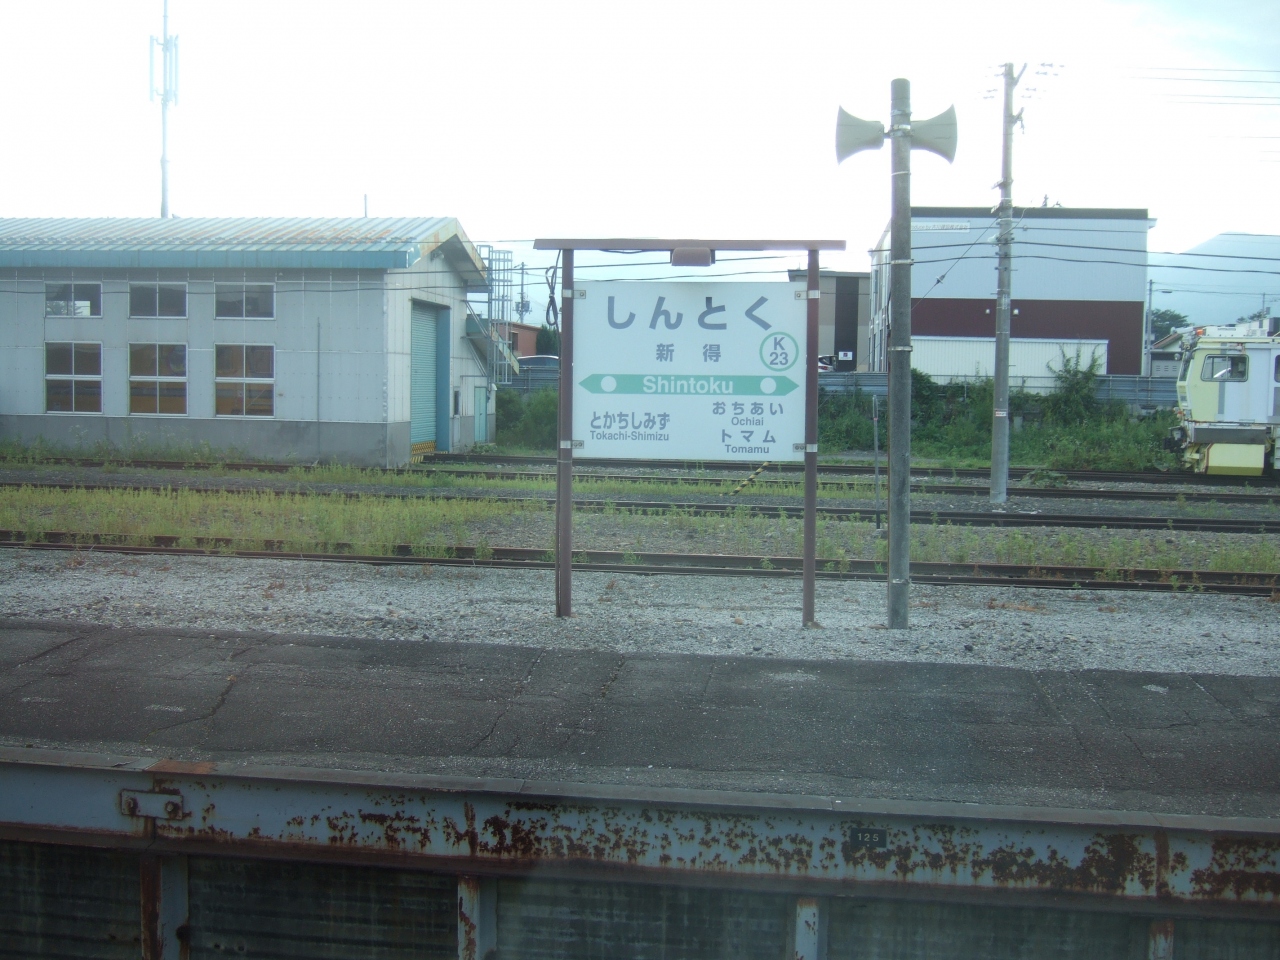 しんとく
新得
K
23
Shintoku
とかちしみず
Tokachi-Shimizu
おちあい
Ochiai
トマム
Tomamu
125